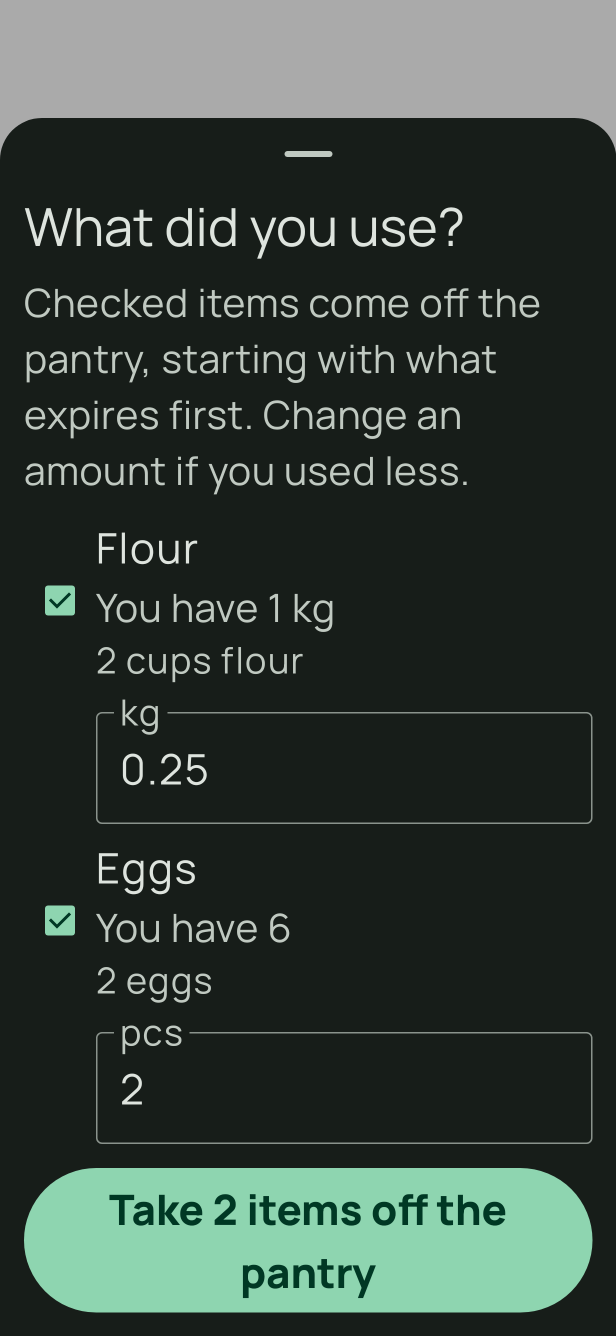 What did you use?
Checked items come off the
pantry, starting with what
expires first. Change an
amount if you used less.
Flour
You have 1 kg
2 cups flour
kg
0.25
Eggs
You have 6
2 eggs
pcs
2
Take 2 items off the
pantry